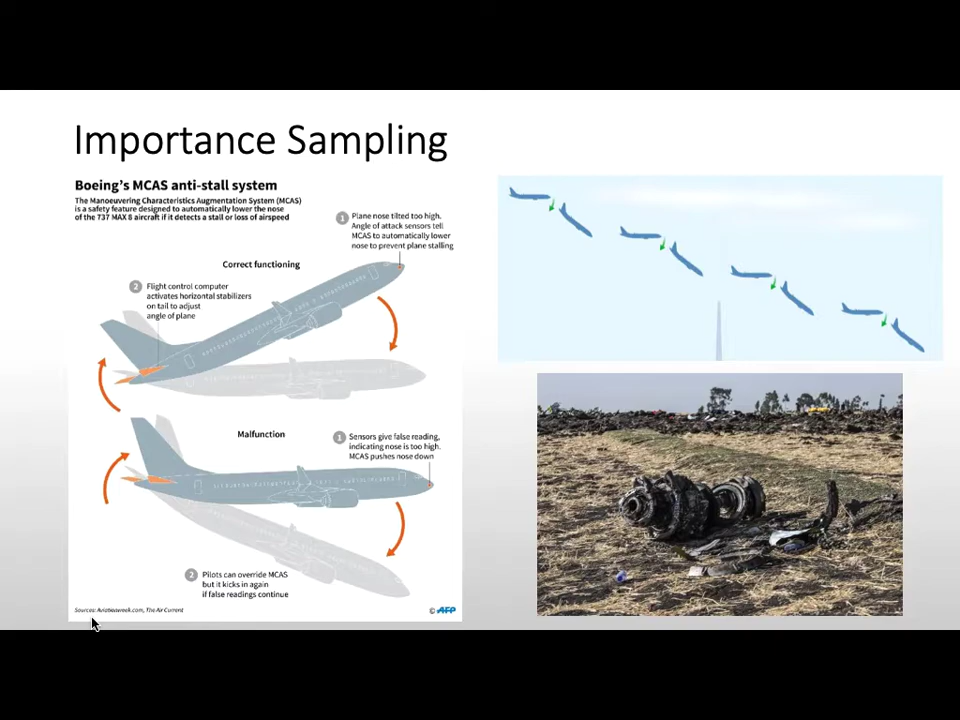 Importance Sampling
Boeing's MCAS anti-stall system
The Manoeuvering Characteristics Augmentation System (MCAS)
is a safety feature designed to automatically lower the nose
of the 737 MAX 8 aircraft if it detects a stall or loss of airspeed
1
Plane nose tilted too high.
Angle of attack sensors tell
MCAS to automatically lower
nose to prevent plane stalling
Correct functioning
2
Flight control computer
activates horizontal stabilizers
on tail to adjust
angle of plane
Malfunction
1
Sensors give false reading,
indicating nose is too high.
MCAS pushes nose down
2
Pilots can override MCAS
but it kicks in again
if false readings continue
Sources: Aviationweek.com, The Air Current
© AFP